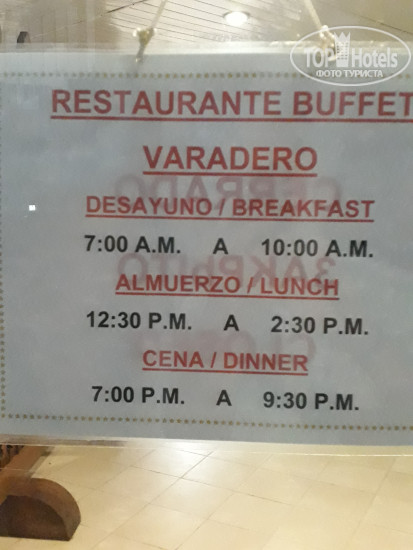 TOP Hotels
ФОТО ТУРИСТА
RESTAURANTE BUFFET
VARADERO
DESAYUNO / BREAKFAST
7:00 A.M. A 10:00 A.M.
ALMUERZO / LUNCH
12:30 P.M. A 2:30 P.M.
CENA / DINNER
7:00 P.M. A 9:30 P.M.